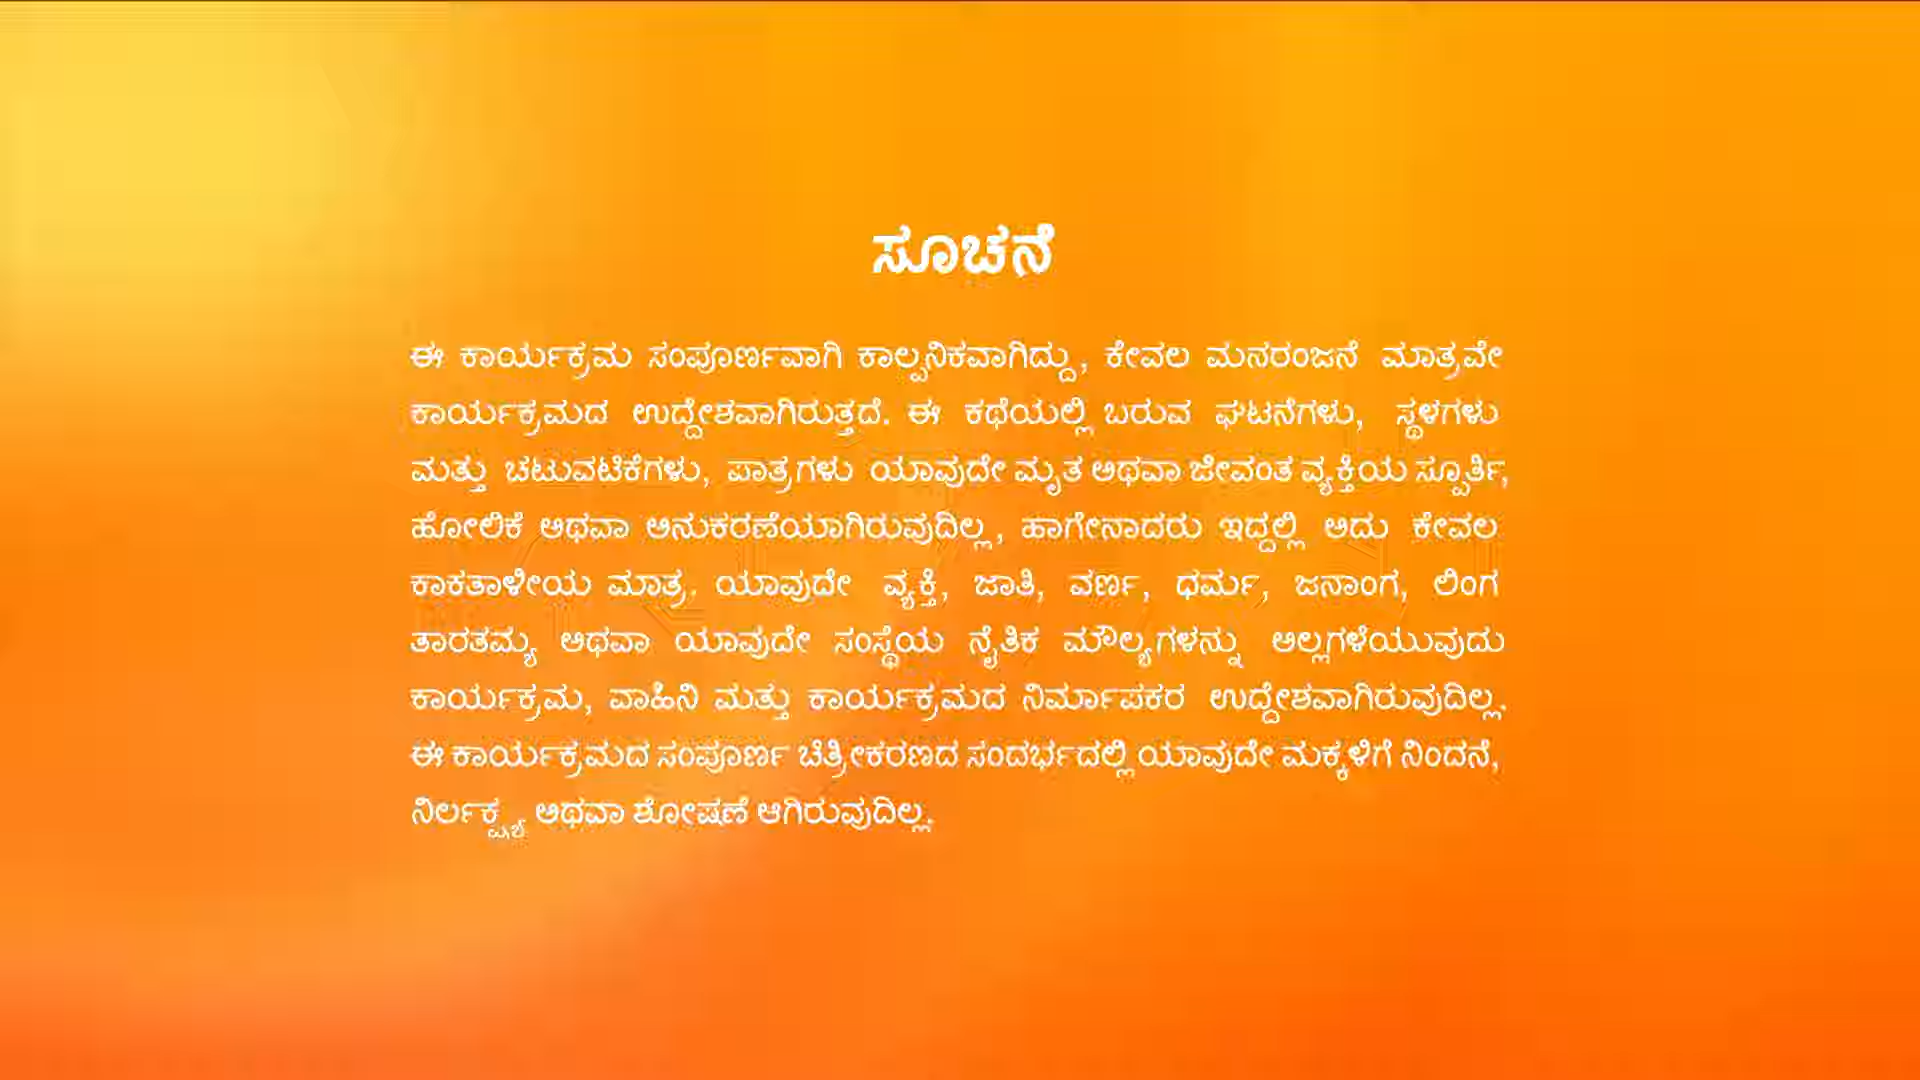 ಸೂಚನೆ
ಈ ಕಾರ್ಯಕ್ರಮ ಸಂಪೂರ್ಣವಾಗಿ ಕಾಲ್ಪನಿಕವಾಗಿದ್ದು, ಕೇವಲ ಮನರಂಜನೆ ಮಾತ್ರವೇ
ಕಾರ್ಯಕ್ರಮದ ಉದ್ದೇಶವಾಗಿರುತ್ತದೆ. ಈ ಕಥೆಯಲ್ಲಿ ಬರುವ ಘಟನೆಗಳು, ಸ್ಥಳಗಳು
ಮತ್ತು ಚಟುವಟಿಕೆಗಳು, ಪಾತ್ರಗಳು ಯಾವುದೇ ಮೃತ ಅಥವಾ ಜೀವಂತ ವ್ಯಕ್ತಿಯ ಸ್ಪೂರ್ತಿ,
ಹೋಲಿಕೆ ಅಥವಾ ಅನುಕರಣೆಯಾಗಿರುವುದಿಲ್ಲ, ಹಾಗೇನಾದರು ಇದ್ದಲ್ಲಿ ಅದು ಕೇವಲ
ಕಾಕತಾಳೀಯ ಮಾತ್ರ. ಯಾವುದೇ ವ್ಯಕ್ತಿ, ಜಾತಿ, ವರ್ಣ, ಧರ್ಮ, ಜನಾಂಗ, ಲಿಂಗ
ತಾರತಮ್ಯ ಅಥವಾ ಯಾವುದೇ ಸಂಸ್ಥೆಯ ನೈತಿಕ ಮೌಲ್ಯಗಳನ್ನು ಅಲ್ಲಗಳೆಯುವುದು
ಕಾರ್ಯಕ್ರಮ, ವಾಹಿನಿ ಮತ್ತು ಕಾರ್ಯಕ್ರಮದ ನಿರ್ಮಾಪಕರ ಉದ್ದೇಶವಾಗಿರುವುದಿಲ್ಲ.
ಈ ಕಾರ್ಯಕ್ರಮದ ಸಂಪೂರ್ಣ ಚಿತ್ರೀಕರಣದ ಸಂದರ್ಭದಲ್ಲಿ ಯಾವುದೇ ಮಕ್ಕಳಿಗೆ ನಿಂದನೆ,
ನಿರ್ಲಕ್ಷ್ಯ ಅಥವಾ ಶೋಷಣೆ ಆಗಿರುವುದಿಲ್ಲ.